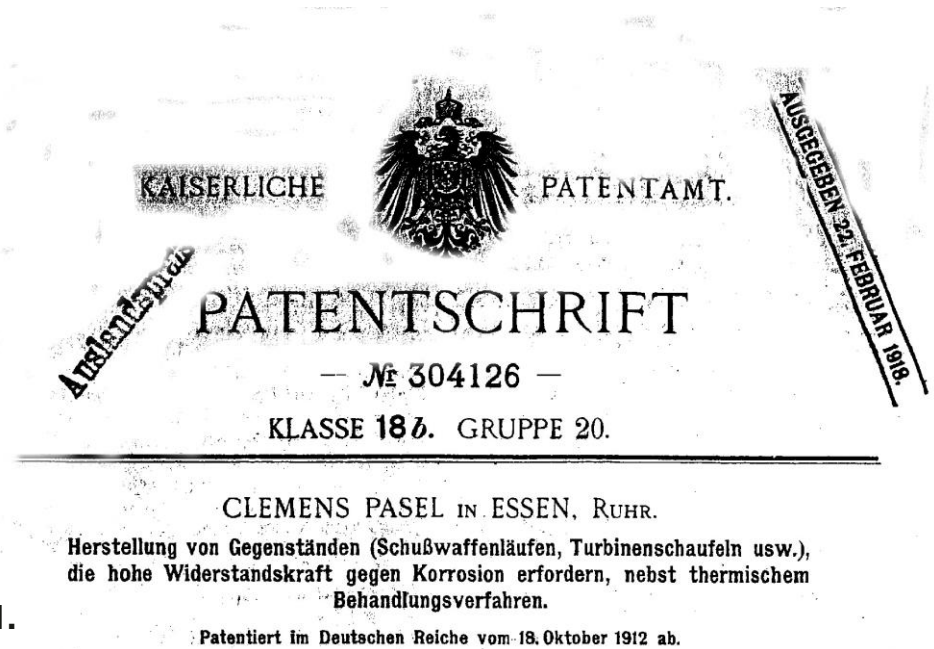 KAISERLICHE PATENTAMT.
AUSGEGEBEN 22. FEBRUAR 1918.
PATENTSCHRIFT
— № 304126 —
KLASSE 18b. GRUPPE 20.
CLEMENS PASEL IN ESSEN, RUHR.
Herstellung von Gegenständen (Schußwaffenläufen, Turbinenschaufeln usw.),
die hohe Widerstandskraft gegen Korrosion erfordern, nebst thermischem
Behandlungsverfahren.
Patentiert im Deutschen Reiche vom 18. Oktober 1912 ab.